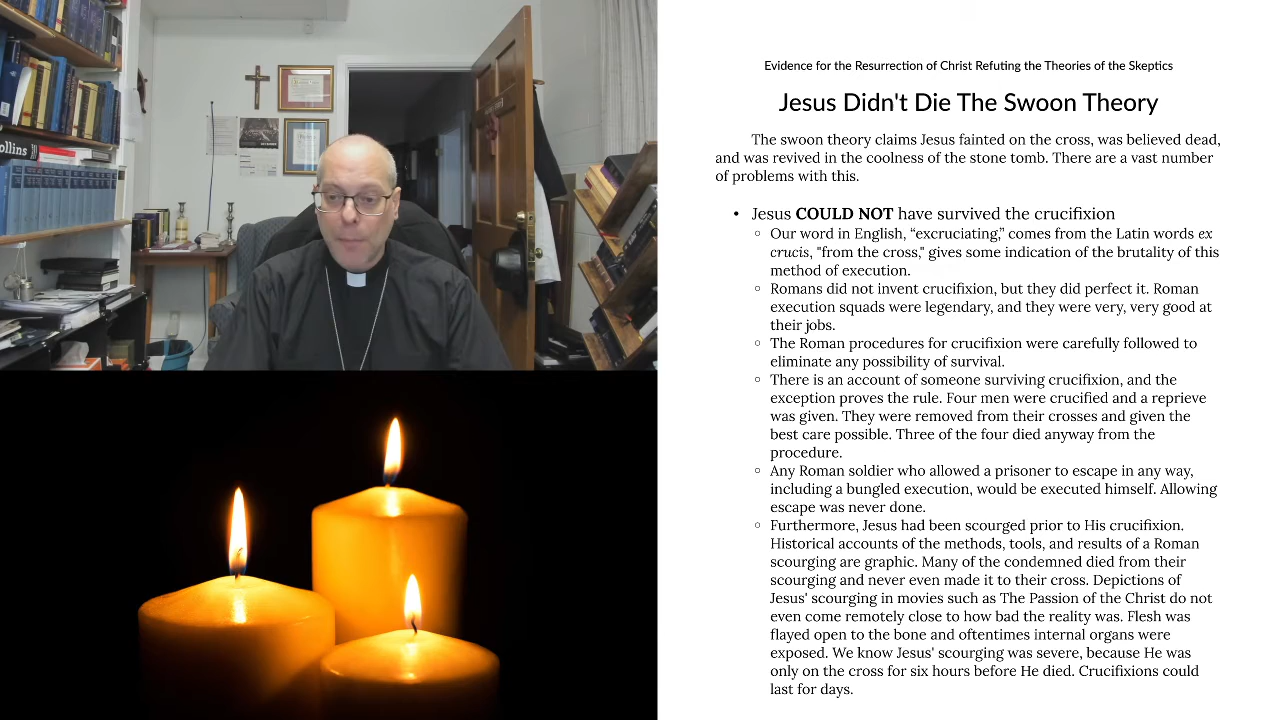 ollins
Evidence for the Resurrection of Christ Refuting the Theories of the Skeptics
Jesus Didn't Die The Swoon Theory
The swoon theory claims Jesus fainted on the cross, was believed dead,
and was revived in the coolness of the stone tomb. There are a vast number
of problems with this.
• Jesus COULD NOT have survived the crucifixion
○ Our word in English, “excruciating,” comes from the Latin words ex
crucis, "from the cross," gives some indication of the brutality of this
method of execution.
○ Romans did not invent crucifixion, but they did perfect it. Roman
execution squads were legendary, and they were very, very good at
their jobs.
○ The Roman procedures for crucifixion were carefully followed to
eliminate any possibility of survival.
○ There is an account of someone surviving crucifixion, and the
exception proves the rule. Four men were crucified and a reprieve
was given. They were removed from their crosses and given the
best care possible. Three of the four died anyway from the
procedure.
○ Any Roman soldier who allowed a prisoner to escape in any way,
including a bungled execution, would be executed himself. Allowing
escape was never done.
○ Furthermore, Jesus had been scourged prior to His crucifixion.
Historical accounts of the methods, tools, and results of a Roman
scourging are graphic. Many of the condemned died from their
scourging and never even made it to their cross. Depictions of
Jesus' scourging in movies such as The Passion of the Christ do not
even come remotely close to how bad the reality was. Flesh was
flayed open to the bone and oftentimes internal organs were
exposed. We know Jesus' scourging was severe, because He was
only on the cross for six hours before He died. Crucifixions could
last for days.